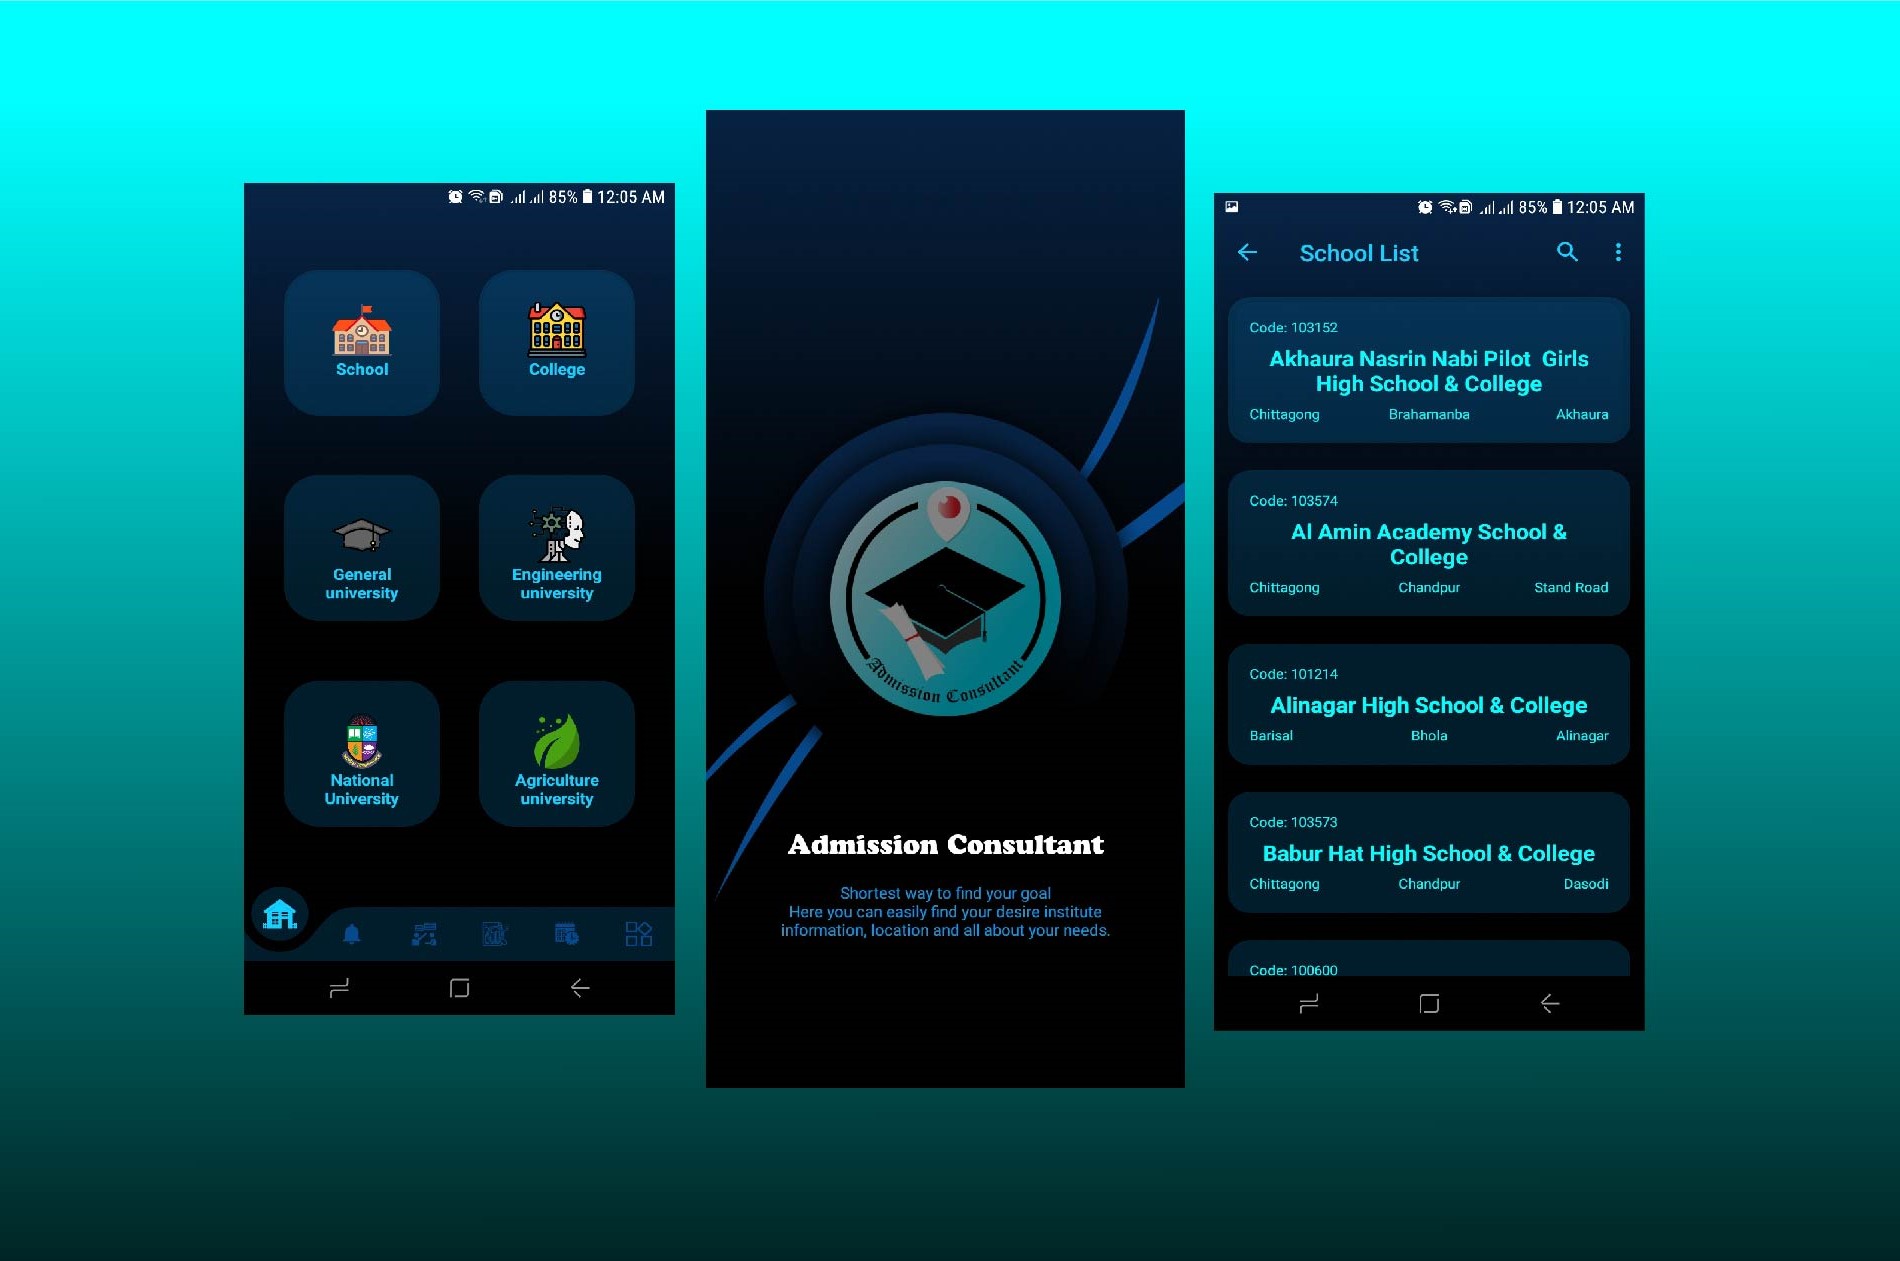 85% 12:05 AM
School
College
General
university
Engineering
university
National
University
Agriculture
university
Admission Consultant
Admission Consultant
Shortest way to find your goal
Here you can easily find your desire institute
information, location and all about your needs.
85% 12:05 AM
School List
Code: 103152
Akhaura Nasrin Nabi Pilot  Girls
High School & College
Chittagong Brahamanba Akhaura
Code: 103574
Al Amin Academy School &
College
Chittagong Chandpur Stand Road
Code: 101214
Alinagar High School & College
Barisal Bhola Alinagar
Code: 103573
Babur Hat High School & College
Chittagong Chandpur Dasodi
Code: 100600